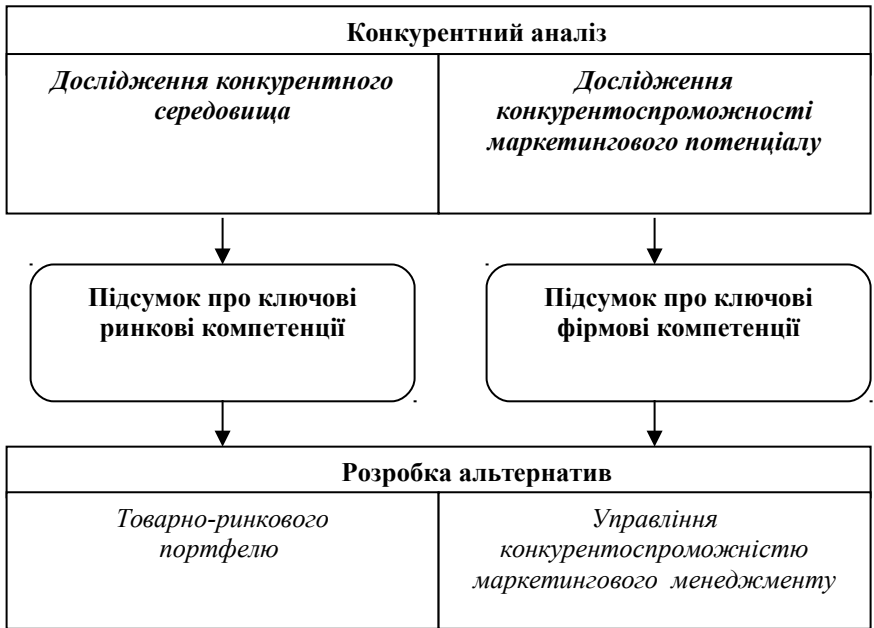 Конкурентний аналіз
Дослідження конкурентного
середовища
Дослідження
конкурентоспроможності
маркетингового потенціалу
Підсумок про ключові
ринкові компетенції
Підсумок про ключові
фірмові компетенції
Розробка альтернатив
Товарно-ринкового
портфелю
Управління
конкурентоспроможністю
маркетингового менеджменту